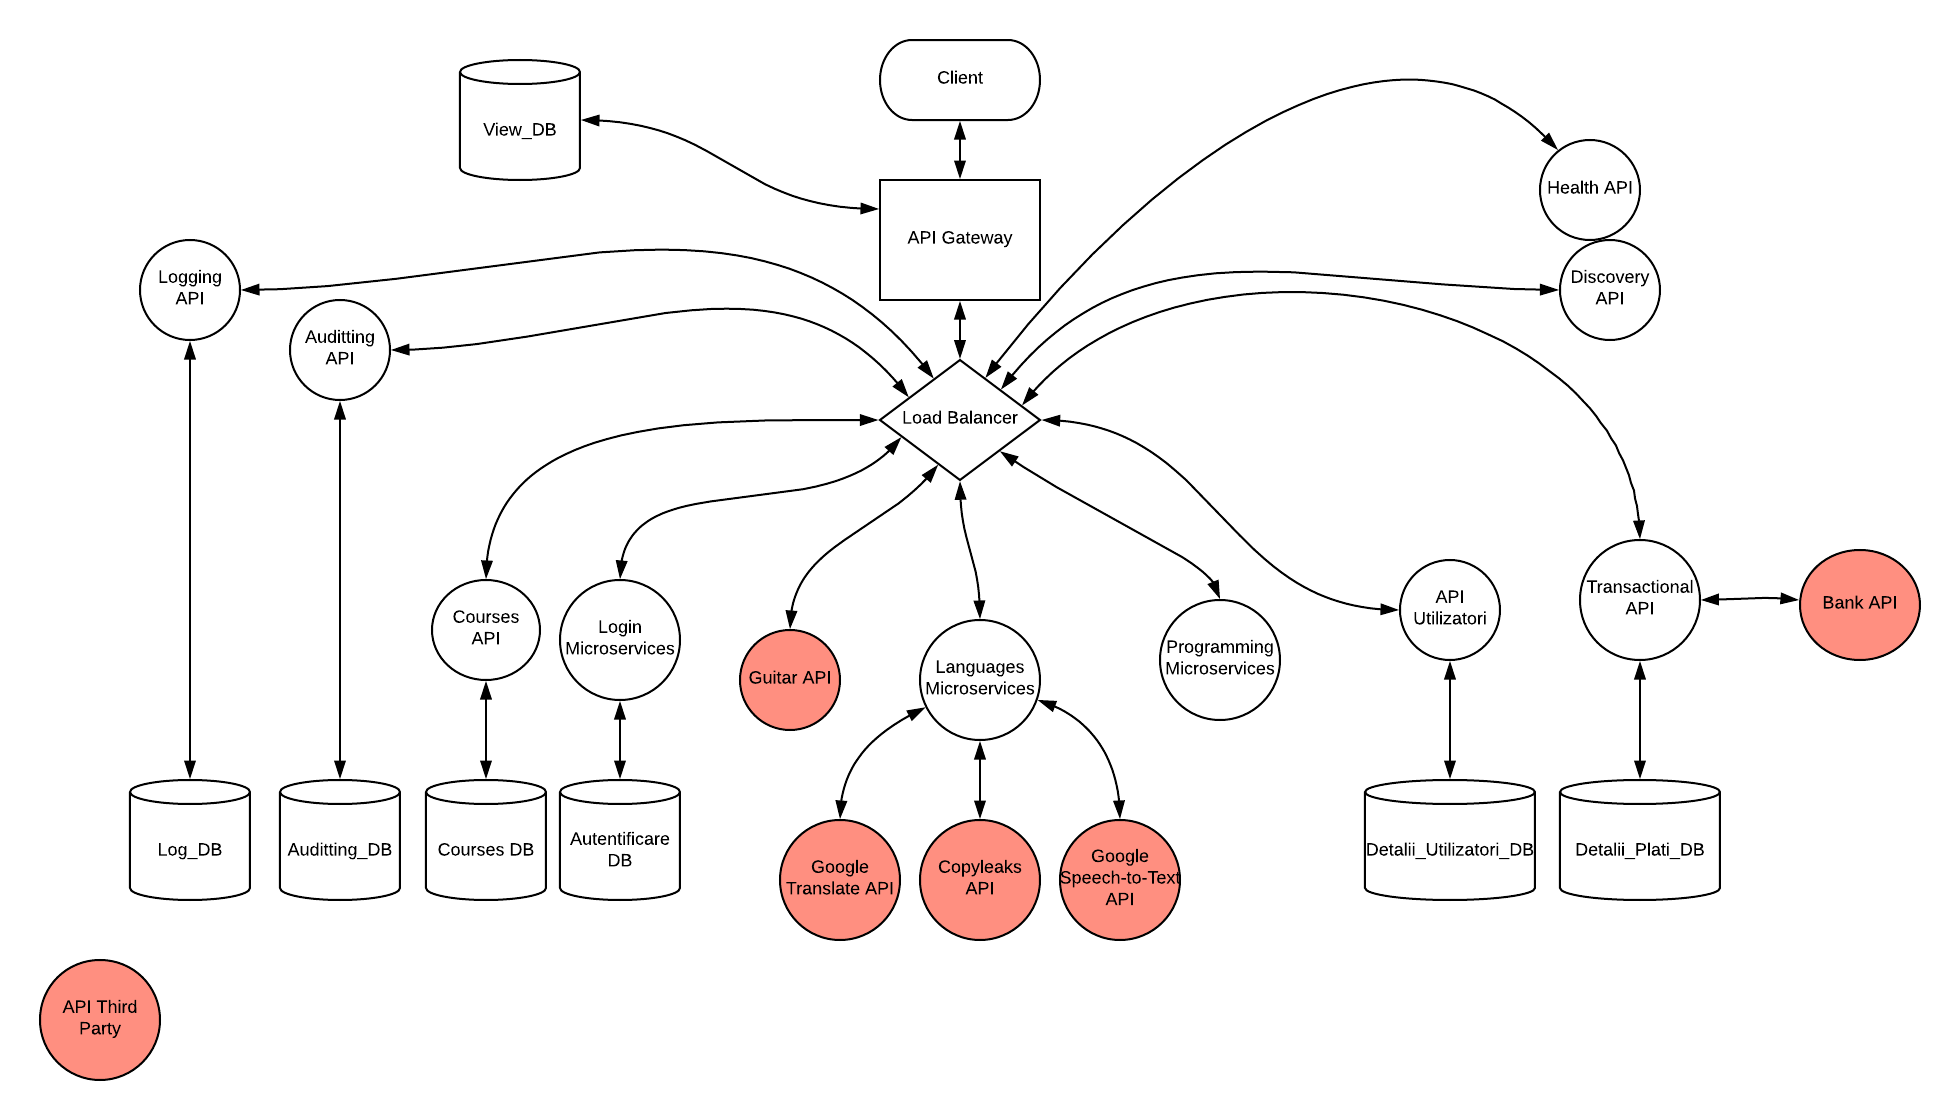 Client
View_DB
Health API
API Gateway
Logging
API
Discovery
API
Auditting
API
Load Balancer
Courses
API
Login
Microservices
Guitar API
Languages
Microservices
Programming
Microservices
API
Utilizatori
Transactional
API
Bank API
Log_DB
Auditting_DB
Courses DB
Autentificare
DB
Google
Translate API
Copyleaks
API
Google
Speech-to-Text
API
Detalii_Utilizatori_DB
Detalii_Plati_DB
API Third
Party